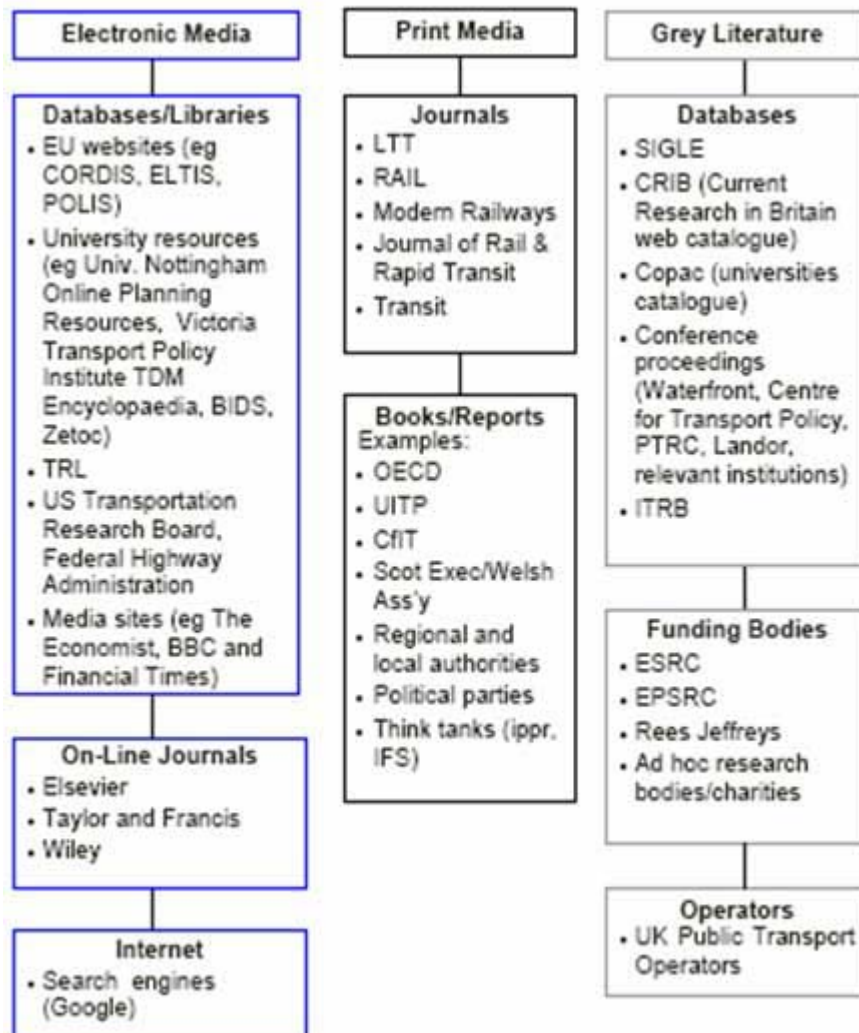 Electronic Media
Databases/Libraries
• EU websites (eg
CORDIS, ELTIS,
POLIS)
• University resources
(eg Univ. Nottingham
Online Planning
Resources, Victoria
Transport Policy
Institute TDM
Encyclopaedia, BIDS,
Zetoc)
• TRL
• US Transportation
Research Board,
Federal Highway
Administration
• Media sites (eg The
Economist, BBC and
Financial Times)
On-Line Journals
• Elsevier
• Taylor and Francis
• Wiley
Internet
• Search engines
(Google)
Print Media
Journals
• LTT
• RAIL
• Modern Railways
• Journal of Rail &
Rapid Transit
• Transit
Books/Reports
Examples:
• OECD
• UITP
• CfIT
• Scot Exec/Welsh
Ass'y
• Regional and
local authorities
• Political parties
• Think tanks (ippr,
IFS)
Grey Literature
Databases
• SIGLE
• CRIB (Current
Research in Britain
web catalogue)
• Copac (universities
catalogue)
• Conference
proceedings
(Waterfront, Centre
for Transport Policy,
PTRC, Landor,
relevant institutions)
• ITRB
Funding Bodies
• ESRC
• EPSRC
• Rees Jeffreys
• Ad hoc research
bodies/charities
Operators
• UK Public Transport
Operators